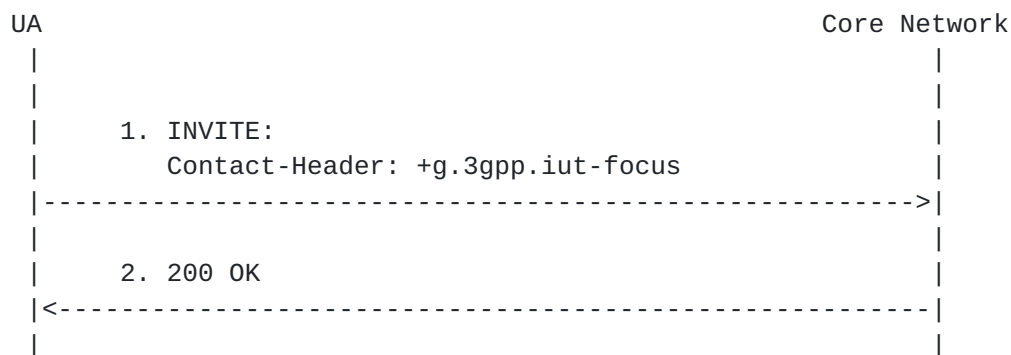 UA Core Network
1. INVITE:
Contact-Header: +g.3gpp.iut-focus
2. 200 OK